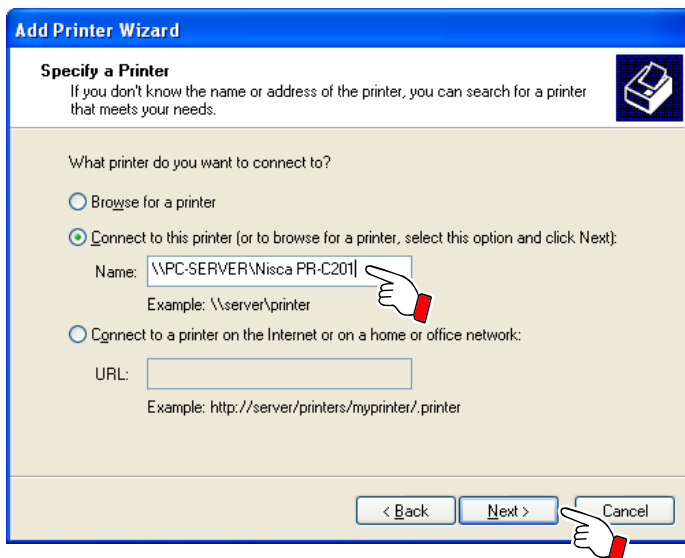 Add Printer Wizard
Specify a Printer
If you don't know the name or address of the printer, you can search for a printer
that meets your needs.
What printer do you want to connect to?
Browse for a printer
Connect to this printer (or to browse for a printer, select this option and click Next):
Name: \\PC-SERVER\Nisca PR-C201
Example: \\server\printer
Connect to a printer on the Internet or on a home or office network:
URL:
Example: http://server/printers/myprinter/.printer
< Back Next > Cancel